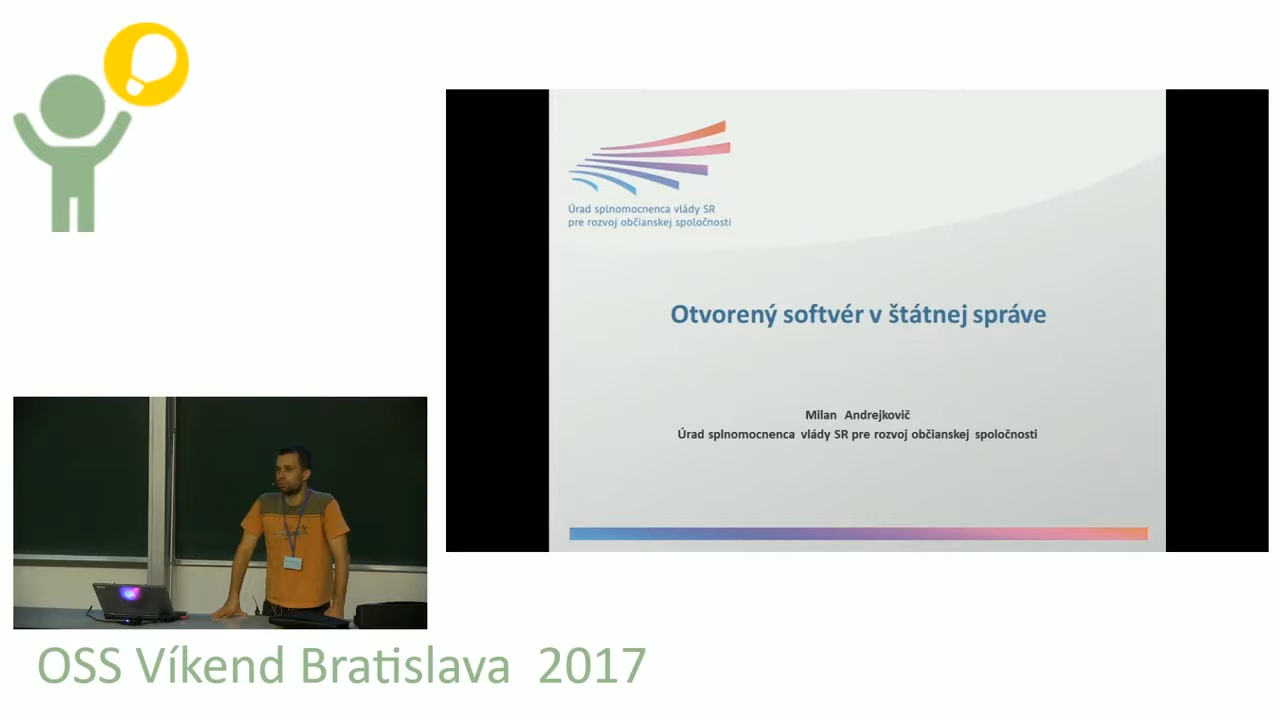 Úrad splnomocnenca vlády SR
pre rozvoj občianskej spoločnosti
Otvorený softvér v štátnej správe
Milan Andrejkovič
Úrad splnomocnenca vlády SR pre rozvoj občianskej spoločnosti
OSS Víkend Bratislava 2017